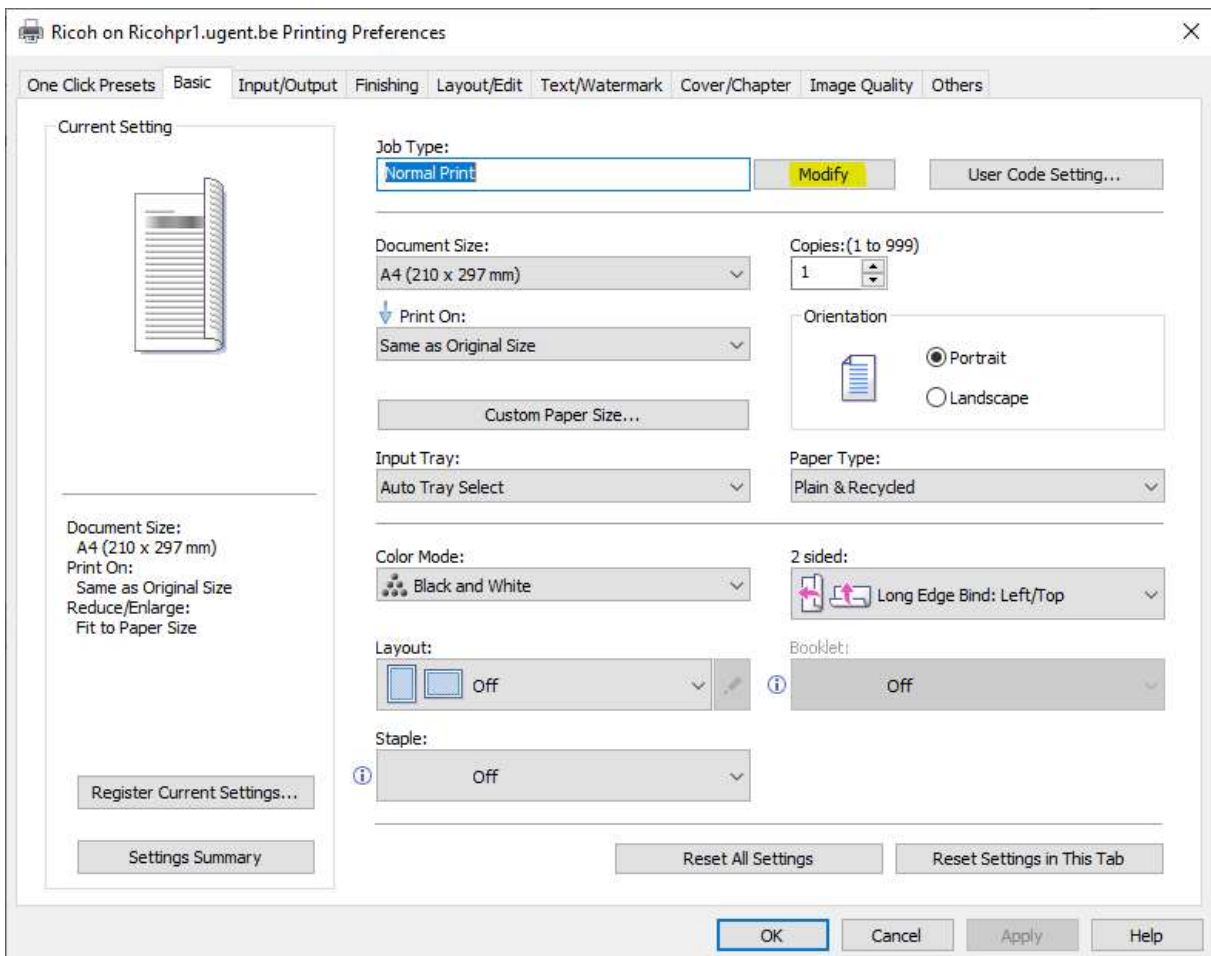 Ricoh on Ricohpr1.ugent.be Printing Preferences
One Click Presets Basic Input/Output Finishing Layout/Edit Text/Watermark Cover/Chapter Image Quality Others
Current Setting
Job Type:
Normal Print Modify User Code Setting...
Document Size: Copies:(1 to 999)
A4 (210 x 297 mm) 1
Print On: Orientation
Same as Original Size Portrait
Landscape
Custom Paper Size...
Input Tray: Paper Type:
Auto Tray Select Plain & Recycled
Document Size:
A4 (210 x 297 mm)
Print On:
Same as Original Size
Reduce/Enlarge:
Fit to Paper Size
Color Mode: 2 sided:
Black and White Long Edge Bind: Left/Top
Layout: Booklet:
Off Off
Staple:
Off
Register Current Settings...
Settings Summary Reset All Settings Reset Settings in This Tab
OK Cancel Apply Help